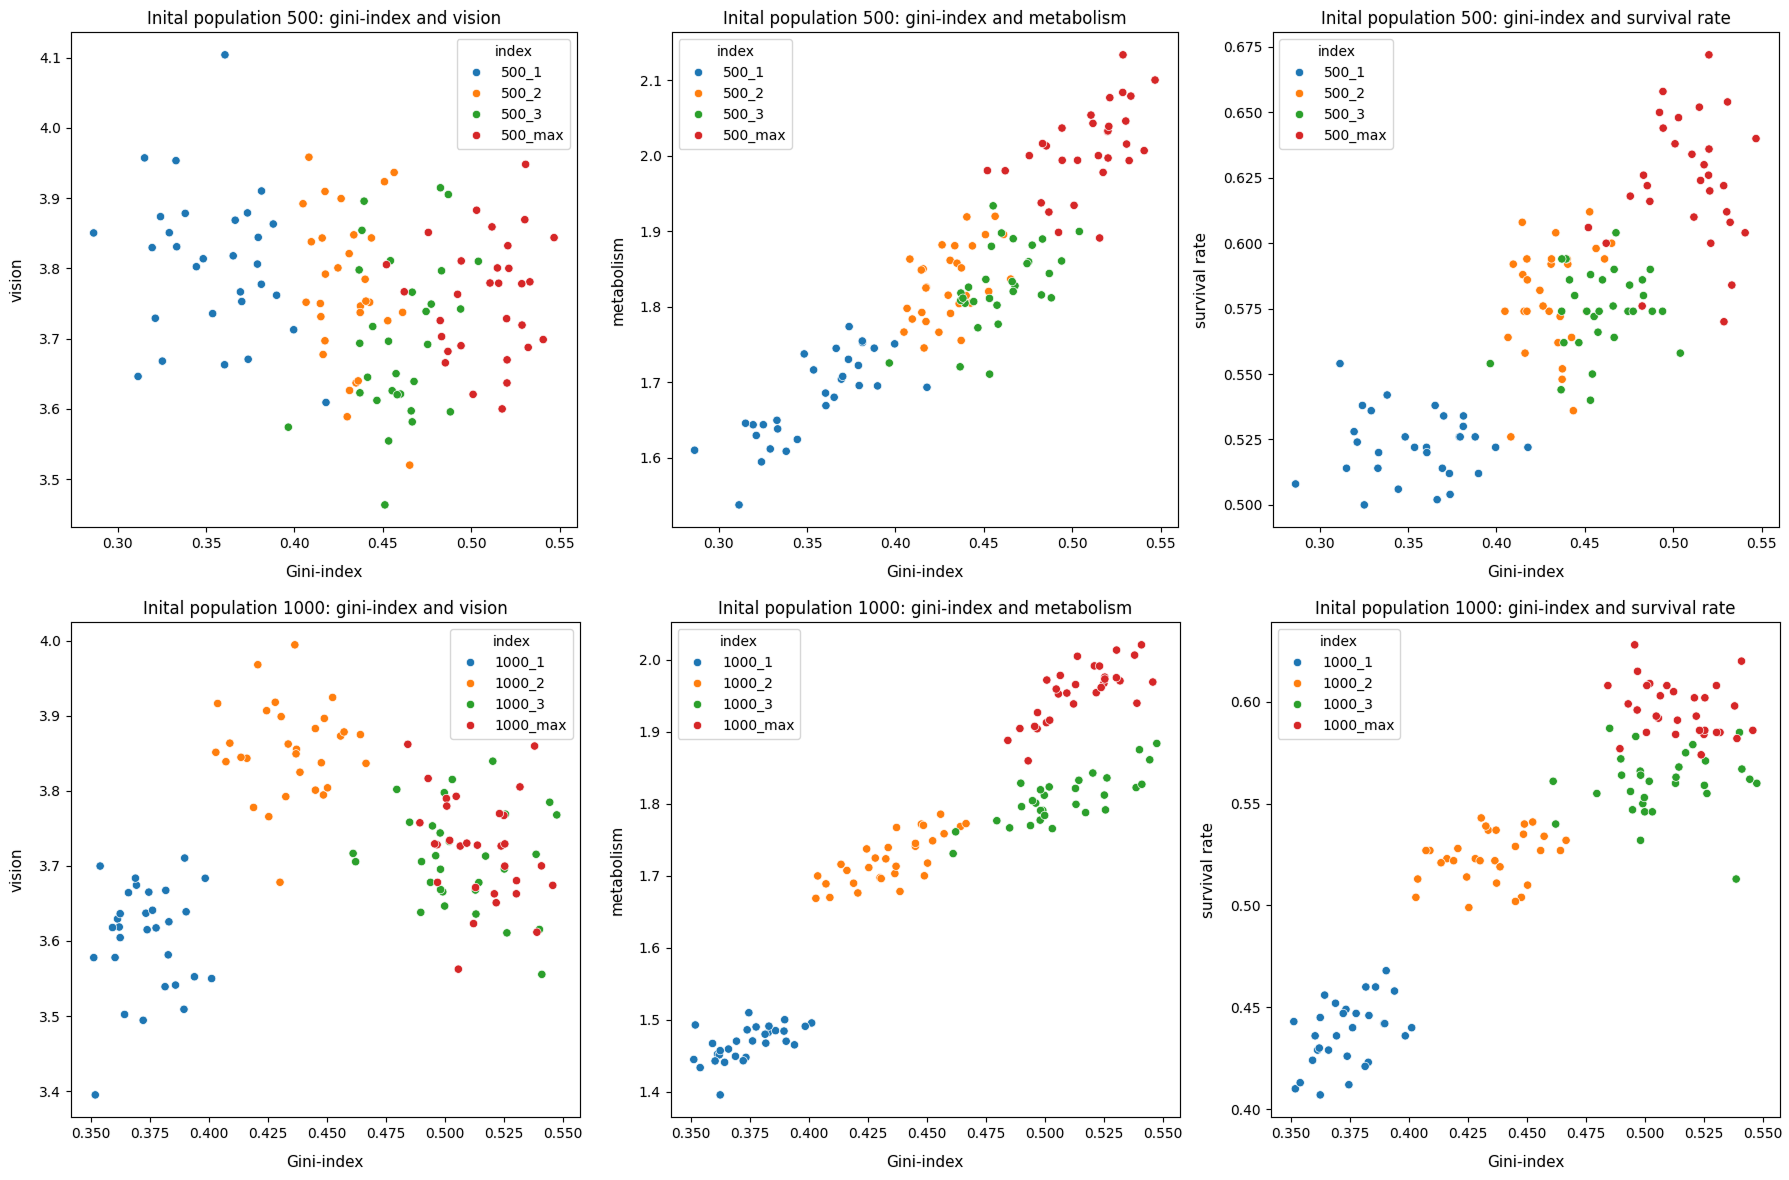 Inital population 500: gini-index and vision
index
500_1
500_2
500_3
500_max
vision
4.1
4.0
3.9
3.8
3.7
3.6
3.5
0.30 0.35 0.40 0.45 0.50 0.55
Gini-index
Inital population 500: gini-index and metabolism
index
500_1
500_2
500_3
500_max
metabolism
2.1
2.0
1.9
1.8
1.7
1.6
0.30 0.35 0.40 0.45 0.50 0.55
Gini-index
Inital population 500: gini-index and survival rate
index
500_1
500_2
500_3
500_max
survival rate
0.675
0.650
0.625
0.600
0.575
0.550
0.525
0.500
0.30 0.35 0.40 0.45 0.50 0.55
Gini-index
Inital population 1000: gini-index and vision
index
1000_1
1000_2
1000_3
1000_max
vision
4.0
3.9
3.8
3.7
3.6
3.5
3.4
0.350 0.375 0.400 0.425 0.450 0.475 0.500 0.525 0.550
Gini-index
Inital population 1000: gini-index and metabolism
index
1000_1
1000_2
1000_3
1000_max
metabolism
2.0
1.9
1.8
1.7
1.6
1.5
1.4
0.350 0.375 0.400 0.425 0.450 0.475 0.500 0.525 0.550
Gini-index
Inital population 1000: gini-index and survival rate
index
1000_1
1000_2
1000_3
1000_max
survival rate
0.60
0.55
0.50
0.45
0.40
0.350 0.375 0.400 0.425 0.450 0.475 0.500 0.525 0.550
Gini-index